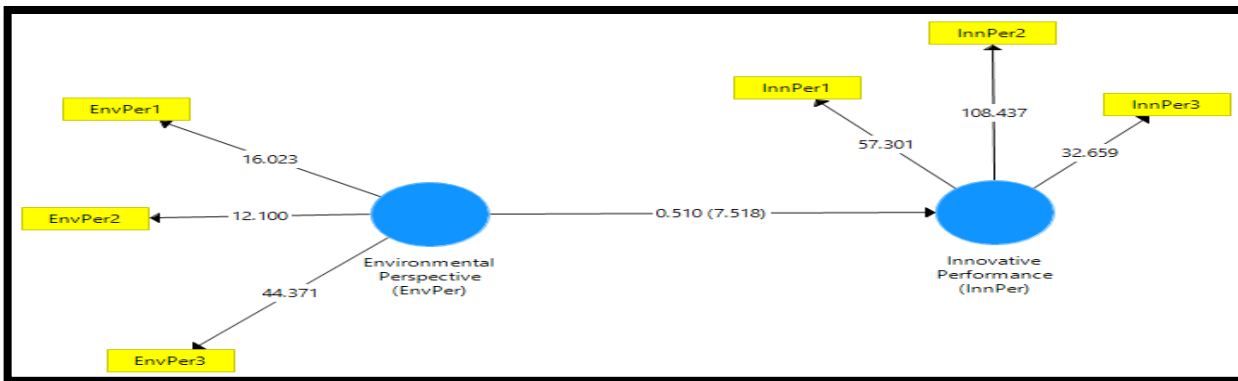 InnPer2
InnPer1
InnPer3
EnvPer1
108.437
57.301
32.659
16.023
EnvPer2
12.100
0.510 (7.518)
Environmental
Perspective
(EnvPer)
Innovative
Performance
(InnPer)
44.371
EnvPer3